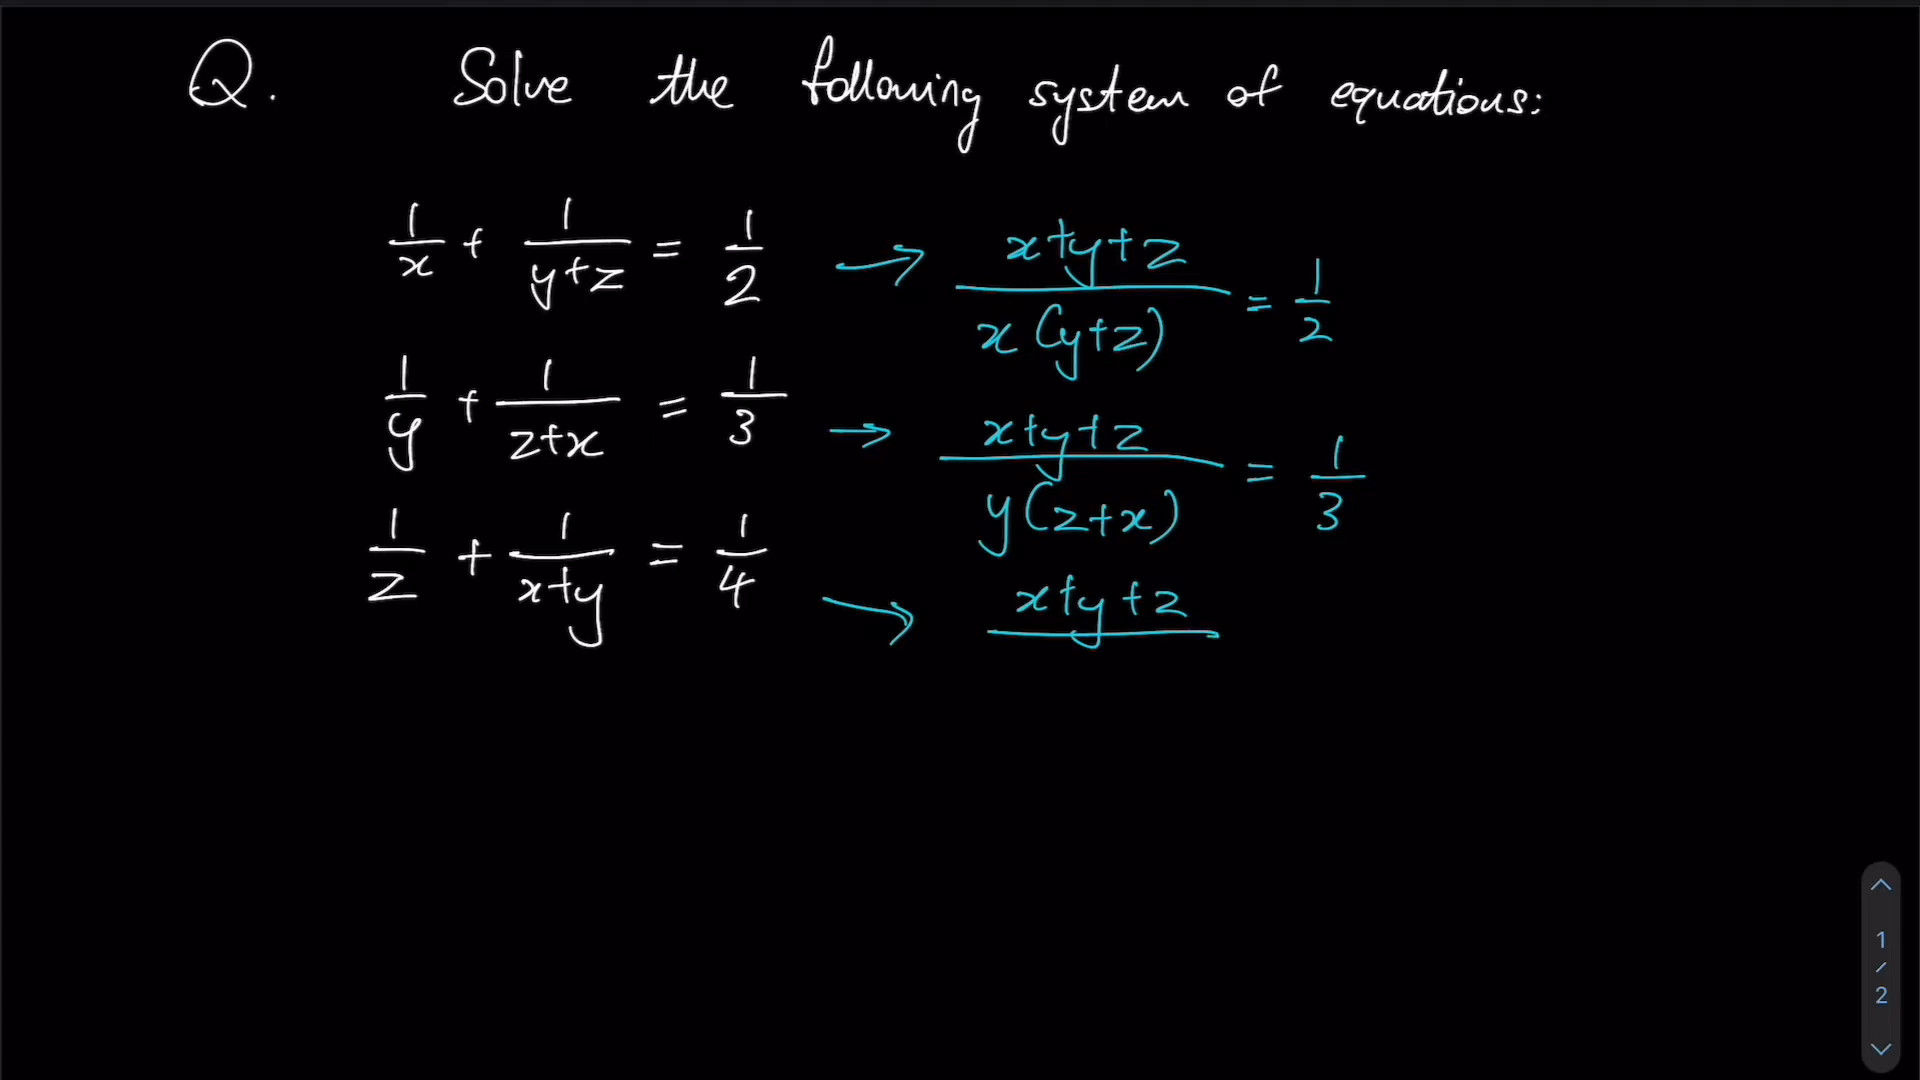 Q. Solve the following system of equations:
1/x + 1/(y+z) = 1/2 → (x+y+z)/(x(y+z)) = 1/2
1/y + 1/(z+x) = 1/3 → (x+y+z)/(y(z+x)) = 1/3
1/z + 1/(x+y) = 1/4 → x+y+z
1
/
2